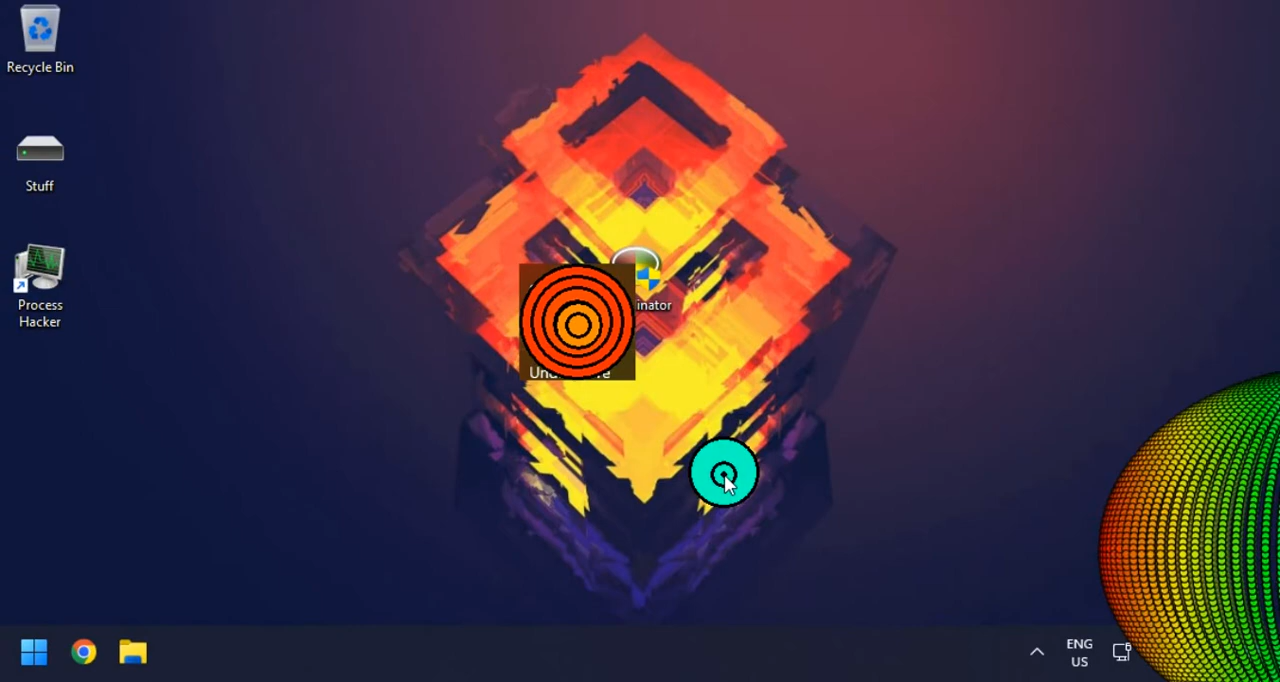 Recycle Bin
Stuff
Process
Hacker
inator
ENG
US